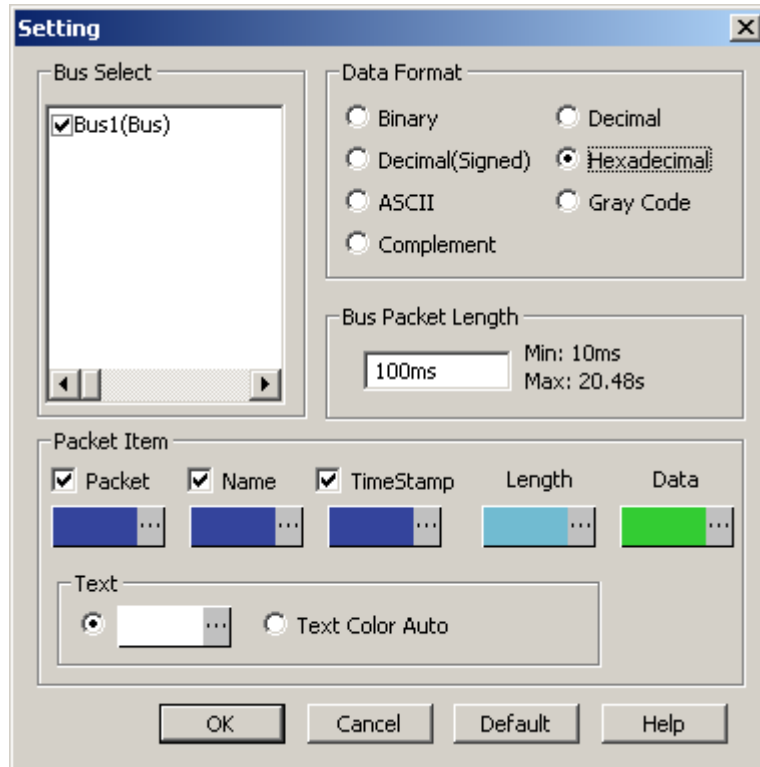 Setting
Bus Select
Bus1(Bus)
Data Format
Binary
Decimal
Decimal(Signed)
Hexadecimal
ASCII
Gray Code
Complement
Bus Packet Length
100ms
Min: 10ms
Max: 20.48s
Packet Item
Packet
Name
TimeStamp
Length
Data
...
...
...
...
...
Text
...
Text Color Auto
OK
Cancel
Default
Help